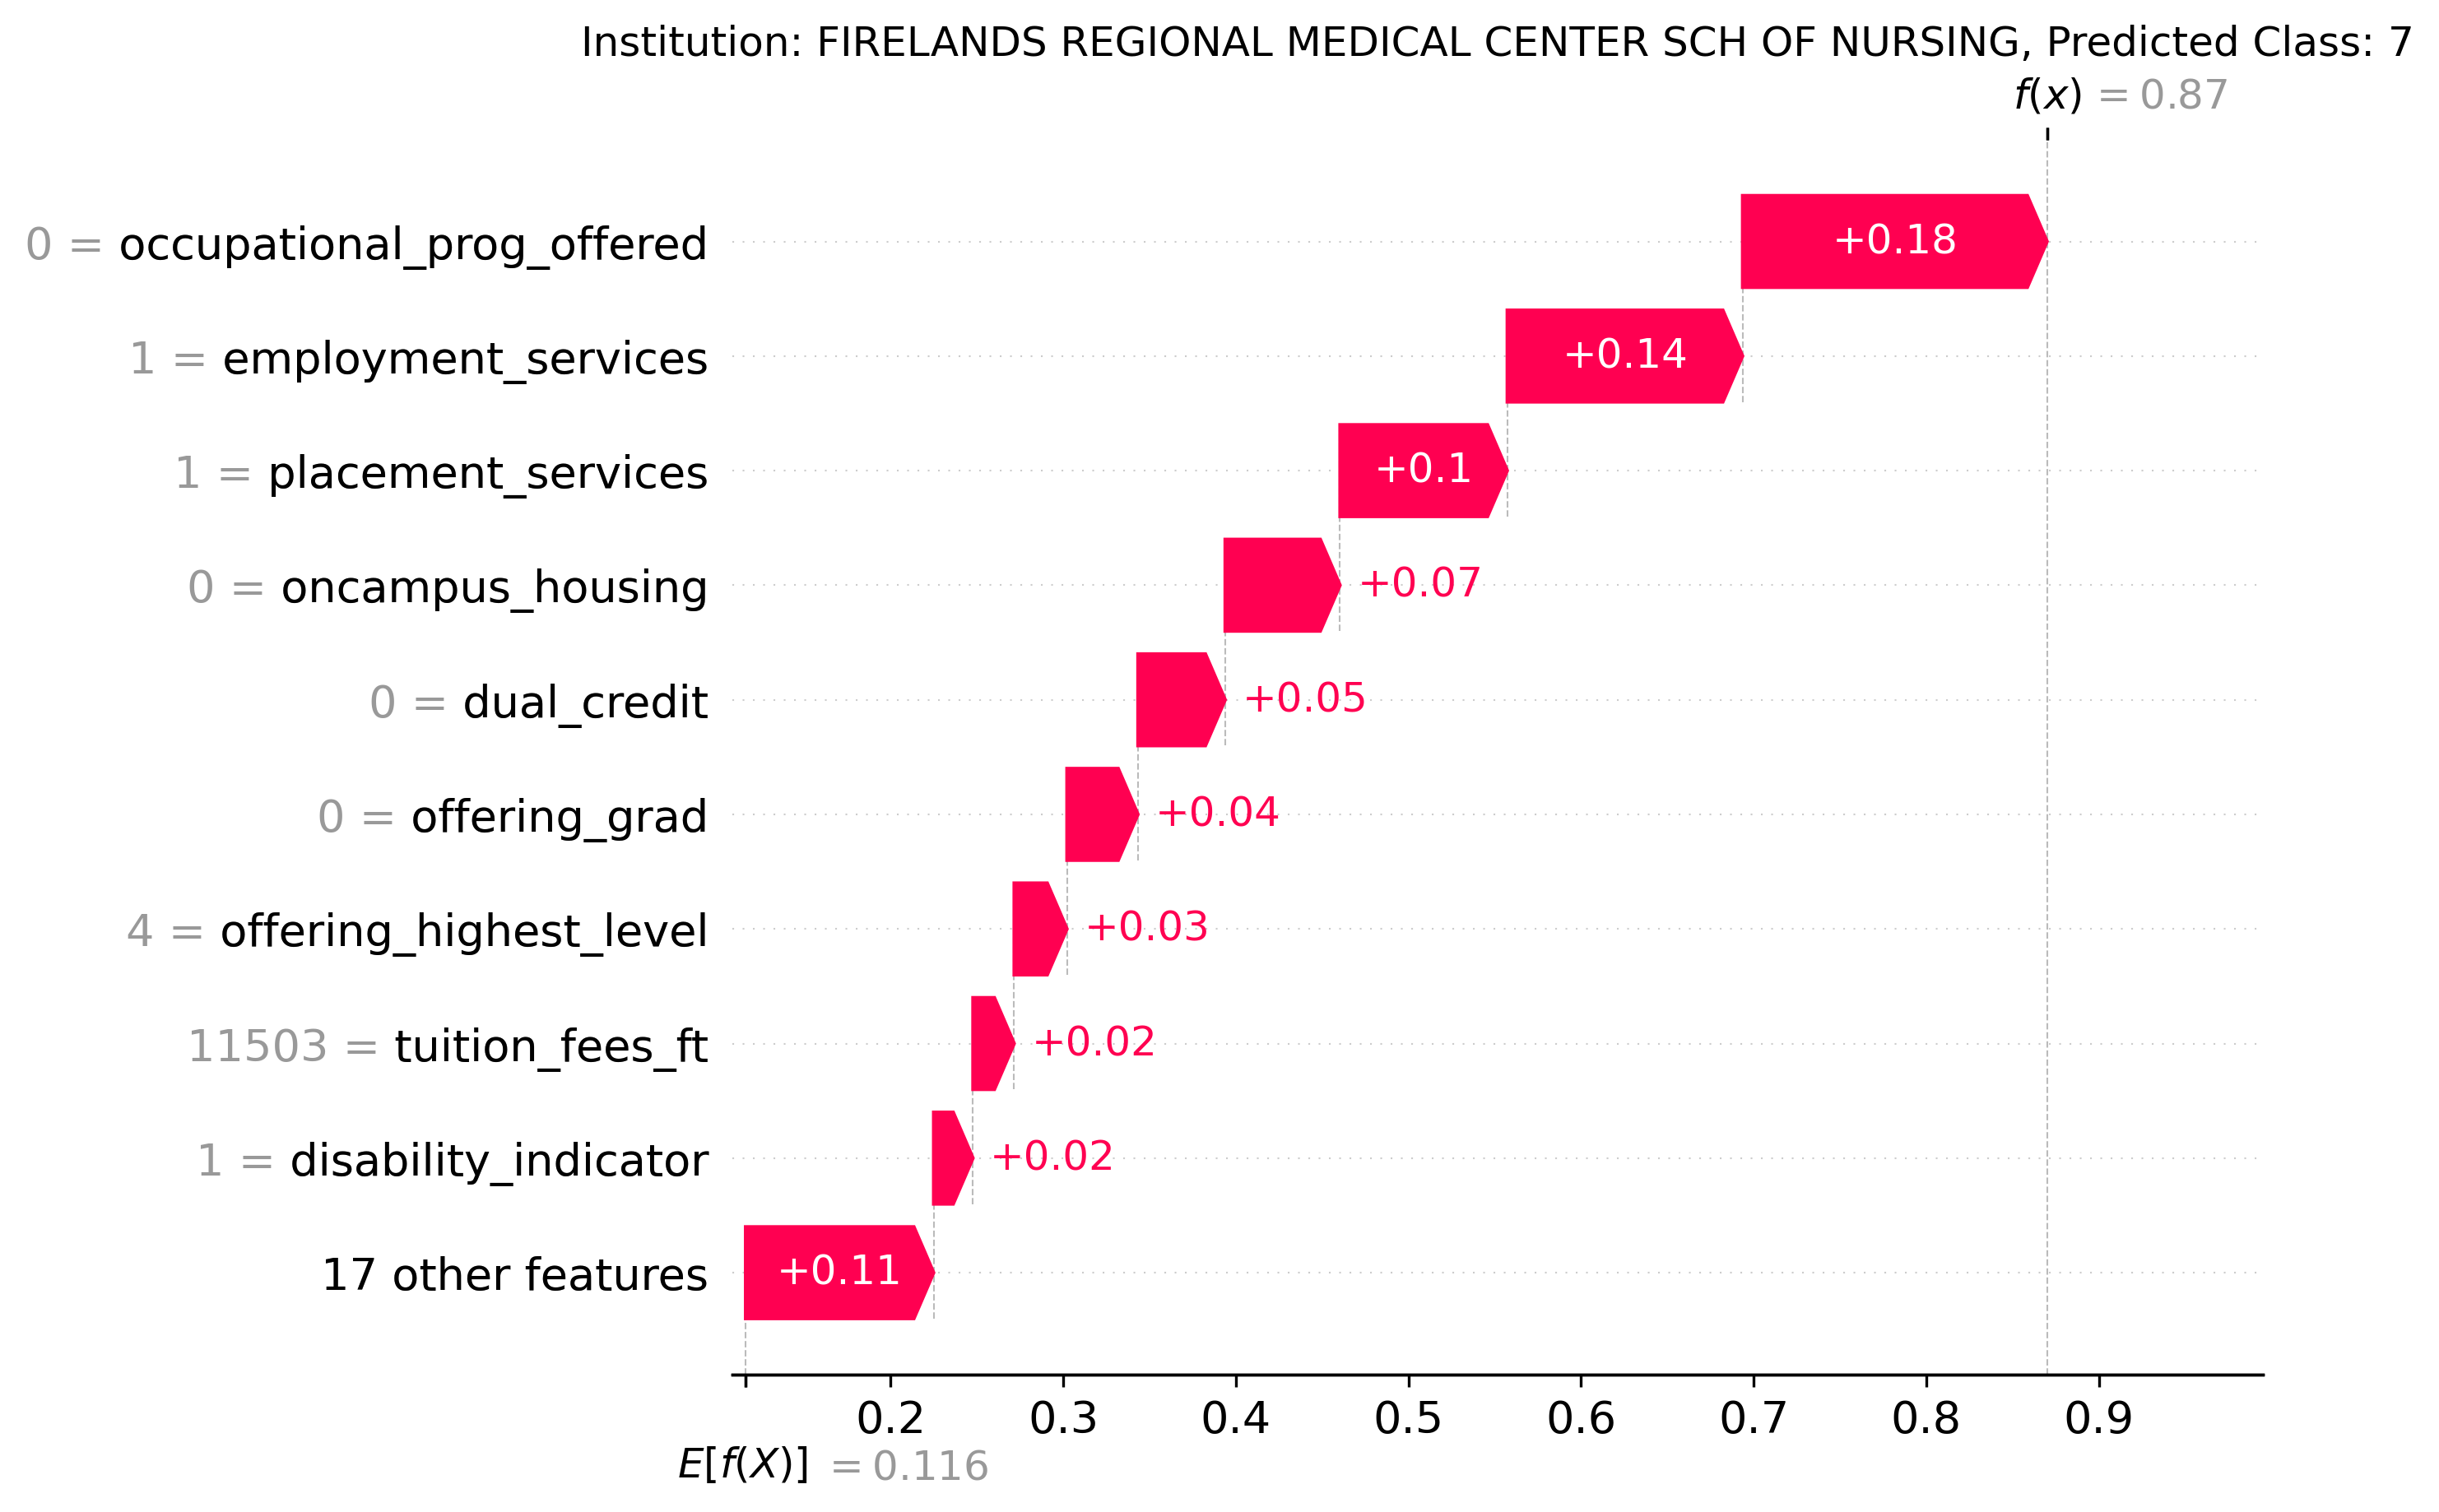 Institution: FIRELANDS REGIONAL MEDICAL CENTER SCH OF NURSING, Predicted Class: 7
f(x) = 0.87
0 = occupational_prog_offered +0.18
1 = employment_services +0.14
1 = placement_services +0.1
0 = oncampus_housing +0.07
0 = dual_credit +0.05
0 = offering_grad +0.04
4 = offering_highest_level +0.03
11503 = tuition_fees_ft +0.02
1 = disability_indicator +0.02
17 other features +0.11
0.2 0.3 0.4 0.5 0.6 0.7 0.8 0.9
E[f(X)] = 0.116